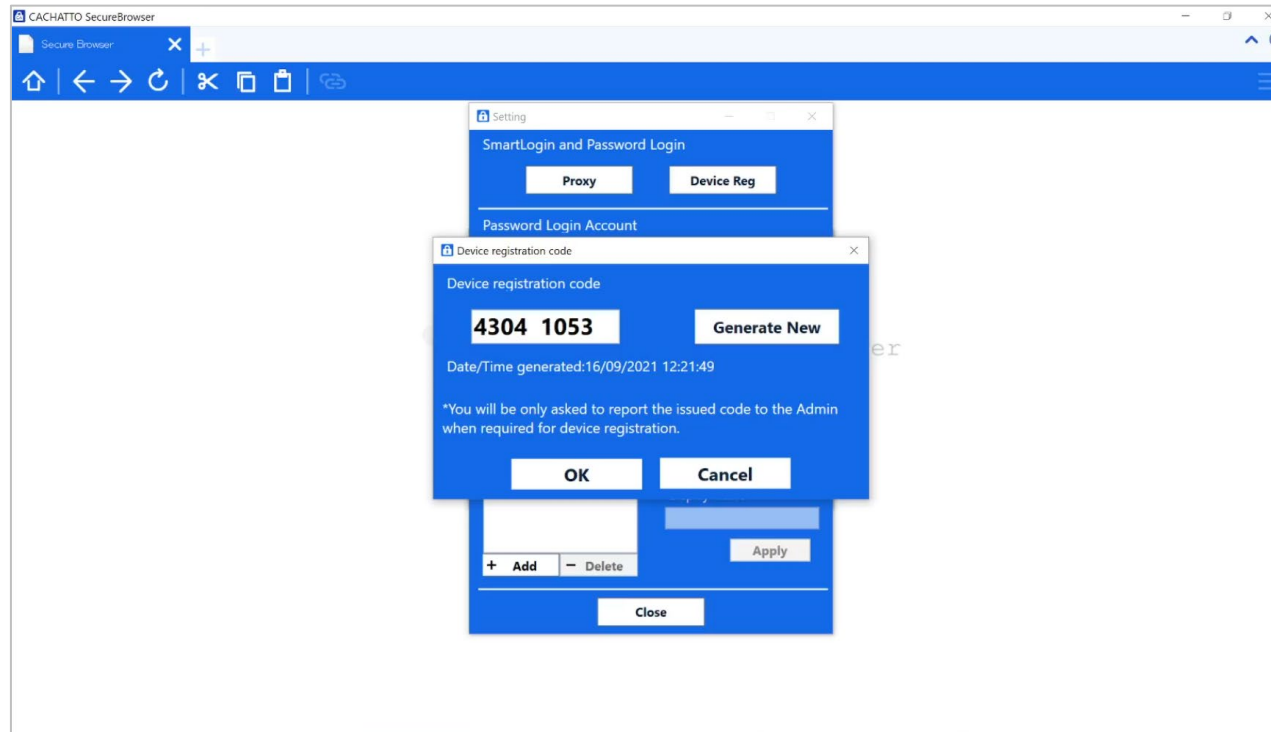 CACHATTO SecureBrowser
Secure Browser
Setting
SmartLogin and Password Login
Proxy
Device Reg
Password Login Account
Device registration code
Device registration code
4304 1053
Generate New
er
Date/Time generated:16/09/2021 12:21:49
*You will be only asked to report the issued code to the Admin
when required for device registration.
OK
Cancel
Apply
+ Add
− Delete
Close